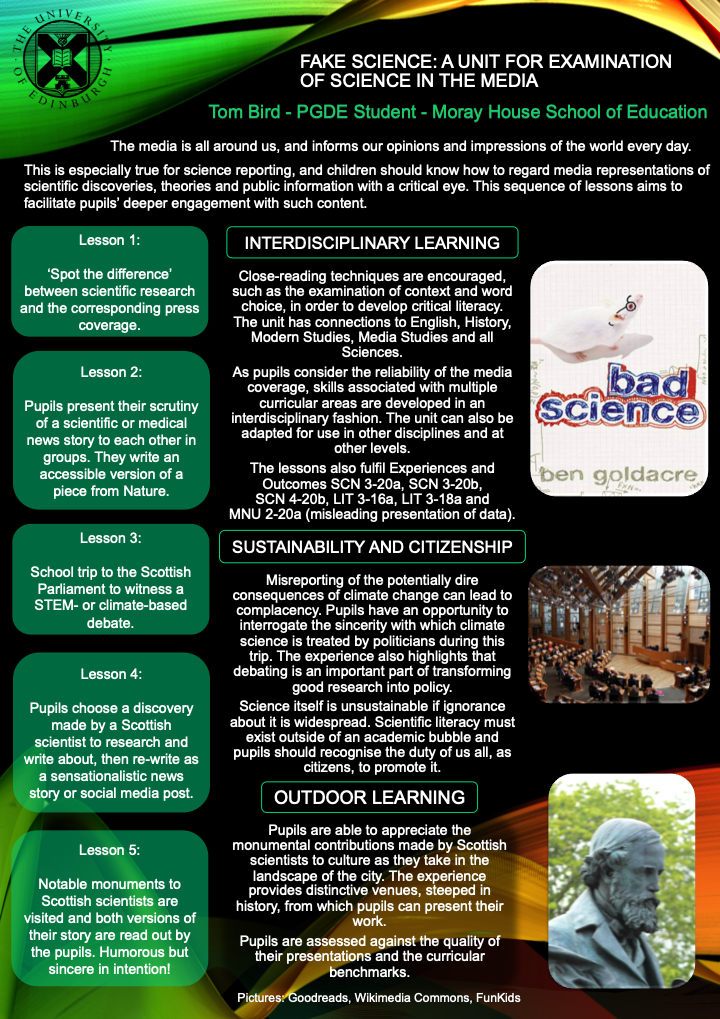 THE UNIVERSITY
OF EDINBURGH
FAKE SCIENCE: A UNIT FOR EXAMINATION
OF SCIENCE IN THE MEDIA
Tom Bird - PGDE Student - Moray House School of Education
The media is all around us, and informs our opinions and impressions of the world every day.
This is especially true for science reporting, and children should know how to regard media representations of
scientific discoveries, theories and public information with a critical eye. This sequence of lessons aims to
facilitate pupils’ deeper engagement with such content.
Lesson 1:
‘Spot the difference’
between scientific research
and the corresponding press
coverage.
Lesson 2:
Pupils present their scrutiny
of a scientific or medical
news story to each other in
groups. They write an
accessible version of a
piece from Nature.
Lesson 3:
School trip to the Scottish
Parliament to witness a
STEM- or climate-based
debate.
Lesson 4:
Pupils choose a discovery
made by a Scottish
scientist to research and
write about, then re-write as
a sensationalistic news
story or social media post.
Lesson 5:
Notable monuments to
Scottish scientists are
visited and both versions of
their story are read out by
the pupils. Humorous but
sincere in intention!
INTERDISCIPLINARY LEARNING
Close-reading techniques are encouraged,
such as the examination of context and word
choice, in order to develop critical literacy.
The unit has connections to English, History,
Modern Studies, Media Studies and all
Sciences.
As pupils consider the reliability of the media
coverage, skills associated with multiple
curricular areas are developed in an
interdisciplinary fashion. The unit can also be
adapted for use in other disciplines and at
other levels.
The lessons also fulfil Experiences and
Outcomes SCN 3-20a, SCN 3-20b,
SCN 4-20b, LIT 3-16a, LIT 3-18a and
MNU 2-20a (misleading presentation of data).
SUSTAINABILITY AND CITIZENSHIP
Misreporting of the potentially dire
consequences of climate change can lead to
complacency. Pupils have an opportunity to
interrogate the sincerity with which climate
science is treated by politicians during this
trip. The experience also highlights that
debating is an important part of transforming
good research into policy.
Science itself is unsustainable if ignorance
about it is widespread. Scientific literacy must
exist outside of an academic bubble and
pupils should recognise the duty of us all, as
citizens, to promote it.
OUTDOOR LEARNING
Pupils are able to appreciate the
monumental contributions made by Scottish
scientists to culture as they take in the
landscape of the city. The experience
provides distinctive venues, steeped in
history, from which pupils can present their
work.
Pupils are assessed against the quality of
their presentations and the curricular
benchmarks.
bad
science
ben goldacre
Pictures: Goodreads, Wikimedia Commons, FunKids